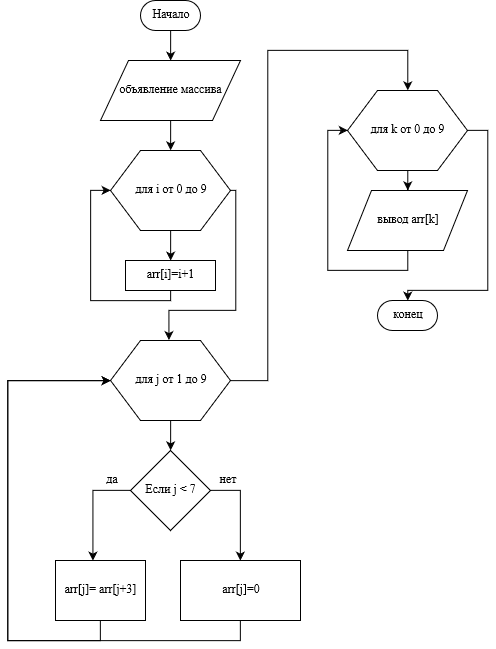 Начало
объявление массива
для i от 0 до 9
arr[i]=i+1
для j от 1 до 9
Если j < 7
да
нет
arr[j]= arr[j+3]
arr[j]=0
для k от 0 до 9
вывод arr[k]
конец